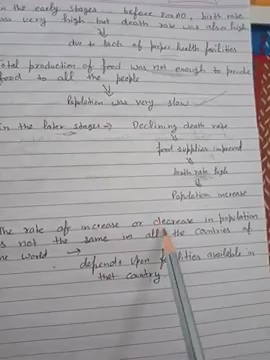 n the early stages before 1920 AD, birth rate
was very high but death rate was also high
↓
due to lack of proper health facilities
otal production of food was not enough to provide
food to all the people
↓
Population was very slow
in the later stages → Declining death rate
↓
food supplies improved
↓
birth rate high
↓
Population increase
The rate of increase or decrease in population
is not the same in all the countries of
he world →
depends upon facilities available in
that country